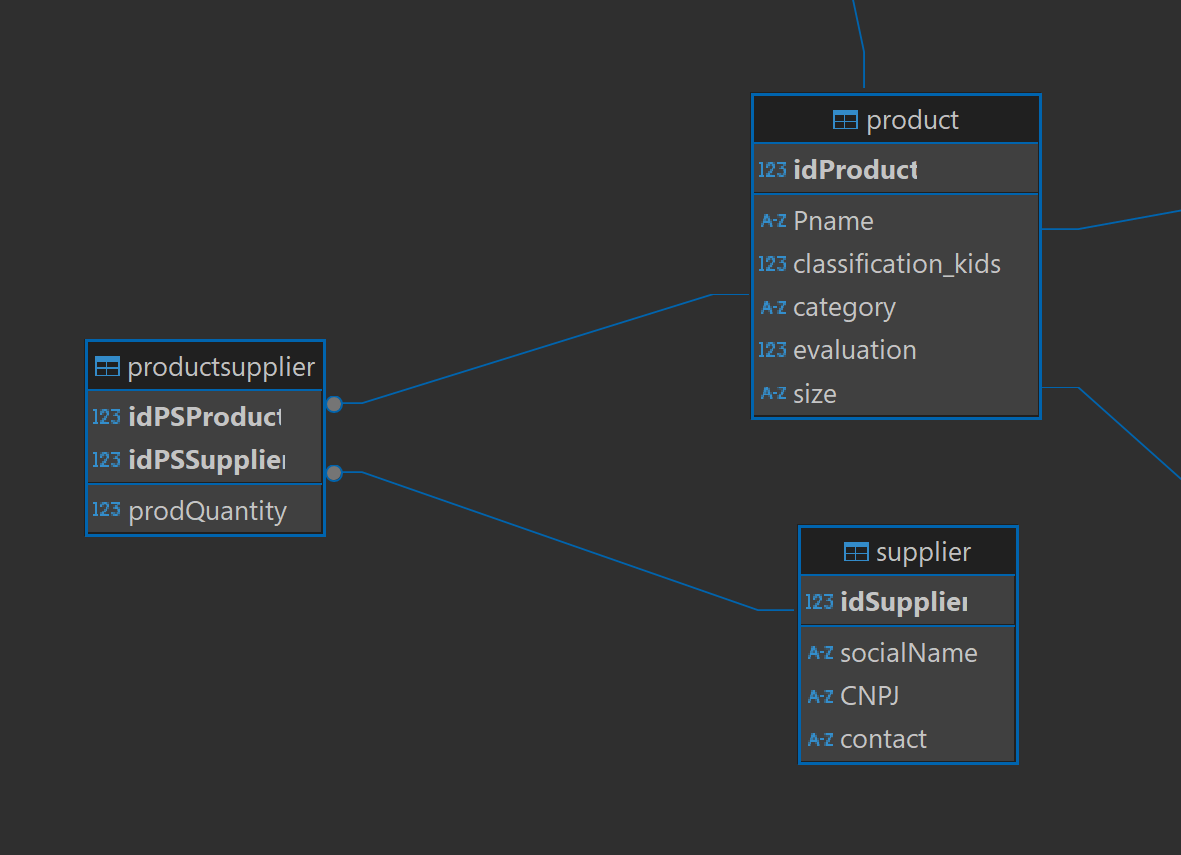 product
123 idProduct
A-Z Pname
123 classification_kids
A-Z category
123 evaluation
A-Z size
productsupplier
123 idPSProduct
123 idPSSupplier
123 prodQuantity
supplier
123 idSupplier
A-Z socialName
A-Z CNPJ
A-Z contact